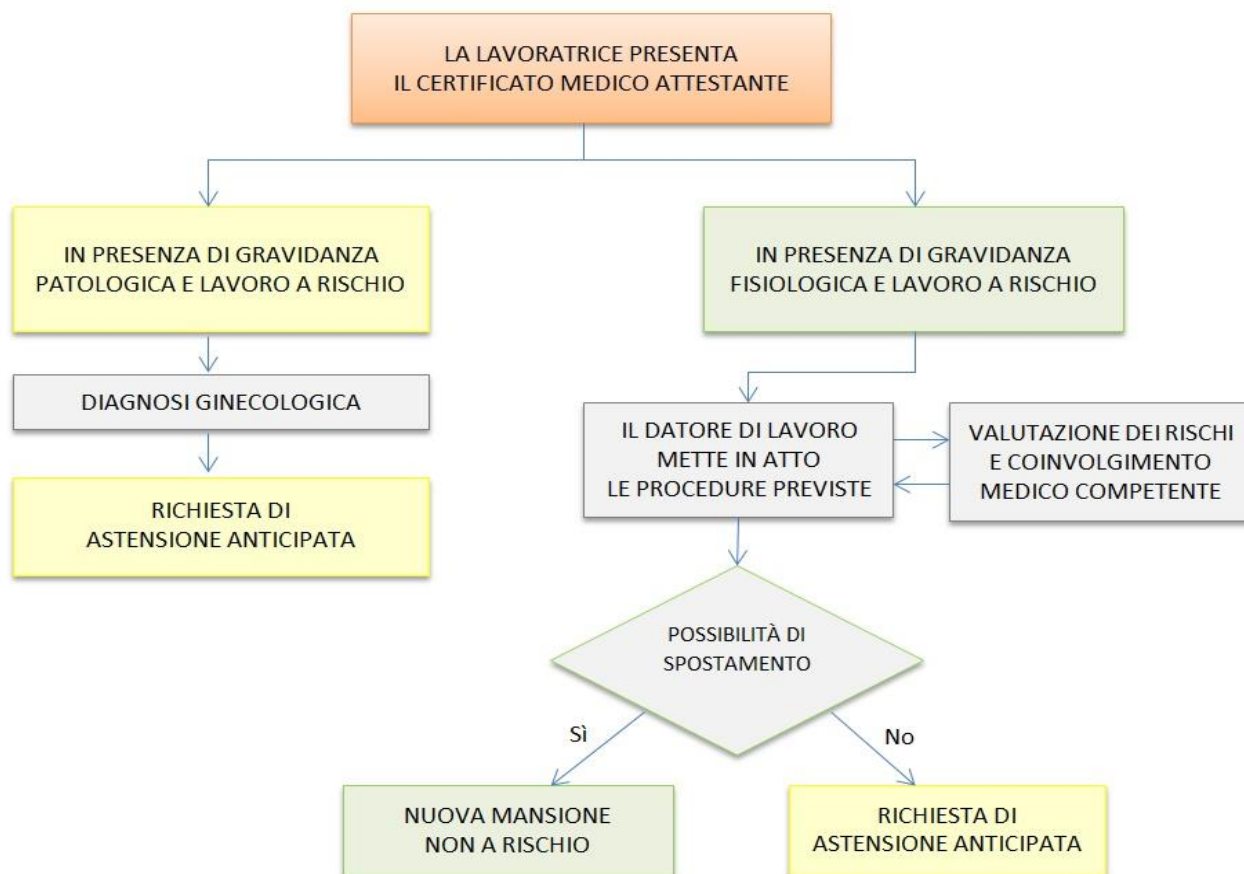 LA LAVORATRICE PRESENTA
IL CERTIFICATO MEDICO ATTESTANTE
IN PRESENZA DI GRAVIDANZA
PATOLOGICA E LAVORO A RISCHIO
IN PRESENZA DI GRAVIDANZA
FISIOLOGICA E LAVORO A RISCHIO
DIAGNOSI GINECOLOGICA
RICHIESTA DI
ASTENSIONE ANTICIPATA
IL DATORE DI LAVORO
METTE IN ATTO
LE PROCEDURE PREVISTE
VALUTAZIONE DEI RISCHI
E COINVOLGIMENTO
MEDICO COMPETENTE
POSSIBILITÀ DI
SPOSTAMENTO
Sì
No
NUOVA MANSIONE
NON A RISCHIO
RICHIESTA DI
ASTENSIONE ANTICIPATA